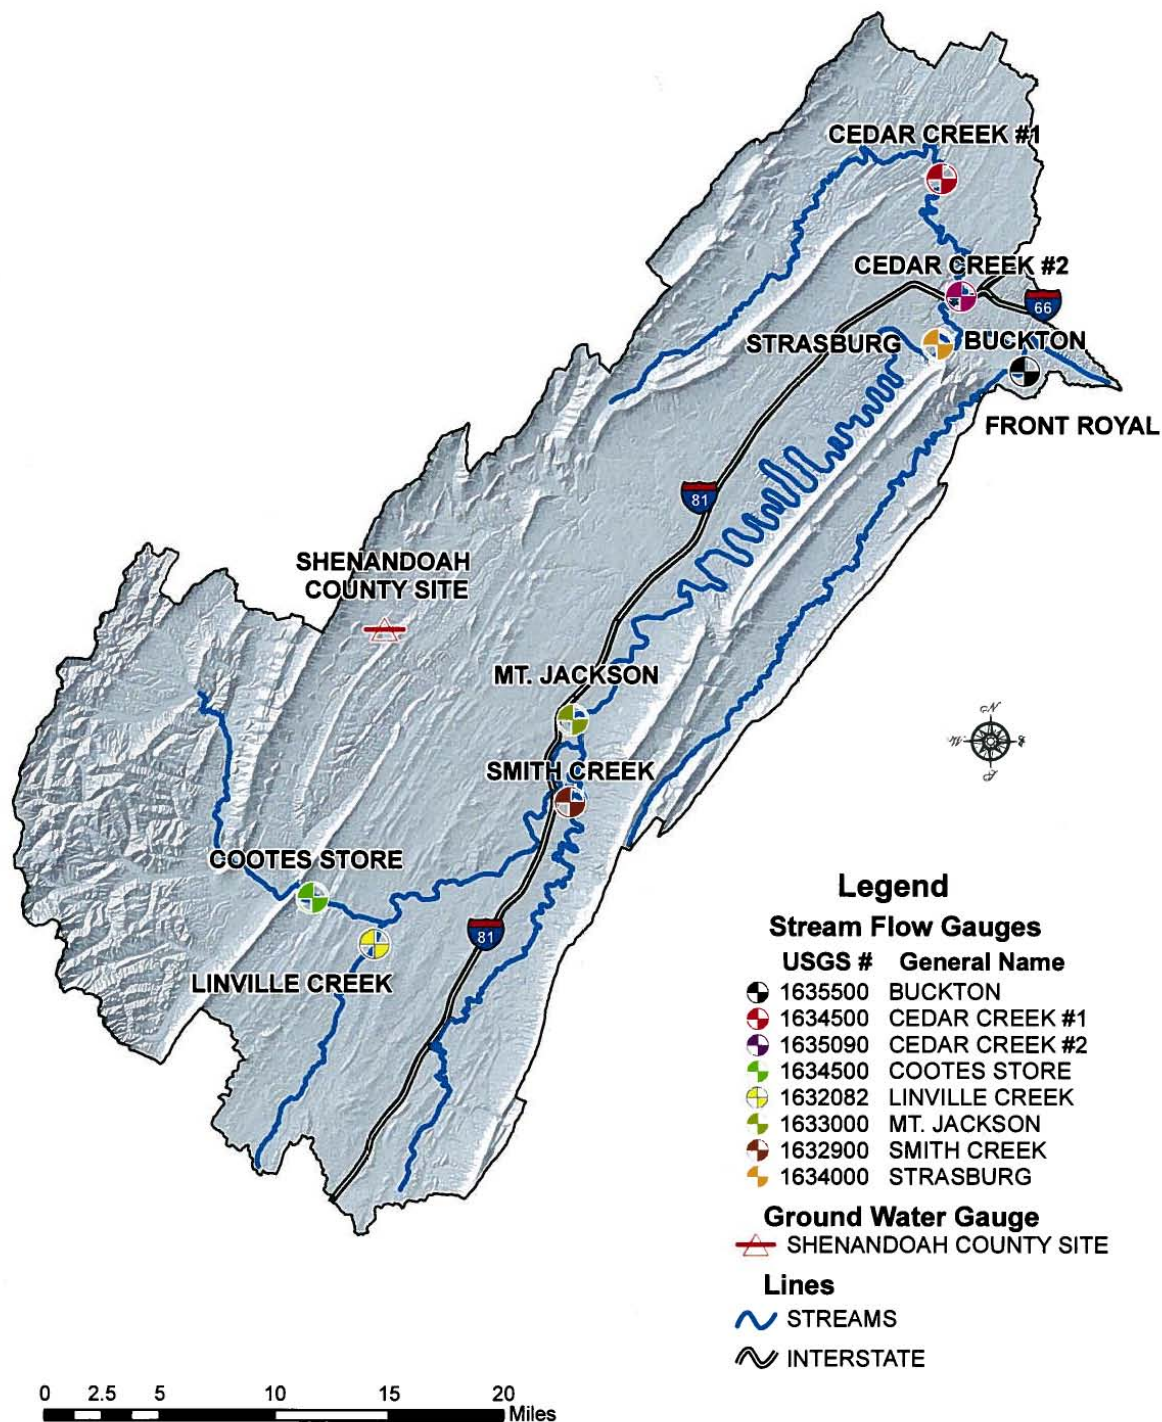 CEDAR CREEK #1
CEDAR CREEK #2
66
STRASBURG
BUCKTON
FRONT ROYAL
81
SHENANDOAH
COUNTY SITE
MT. JACKSON
N
W
SMITH CREEK
COOTES STORE
81
LINVILLE CREEK
Legend
Stream Flow Gauges
USGS # General Name
1635500 BUCKTON
1634500 CEDAR CREEK #1
1635090 CEDAR CREEK #2
1634500 COOTES STORE
1632082 LINVILLE CREEK
1633000 MT. JACKSON
1632900 SMITH CREEK
1634000 STRASBURG
Ground Water Gauge
SHENANDOAH COUNTY SITE
Lines
STREAMS
INTERSTATE
0 2.5 5 10 15 20
Miles